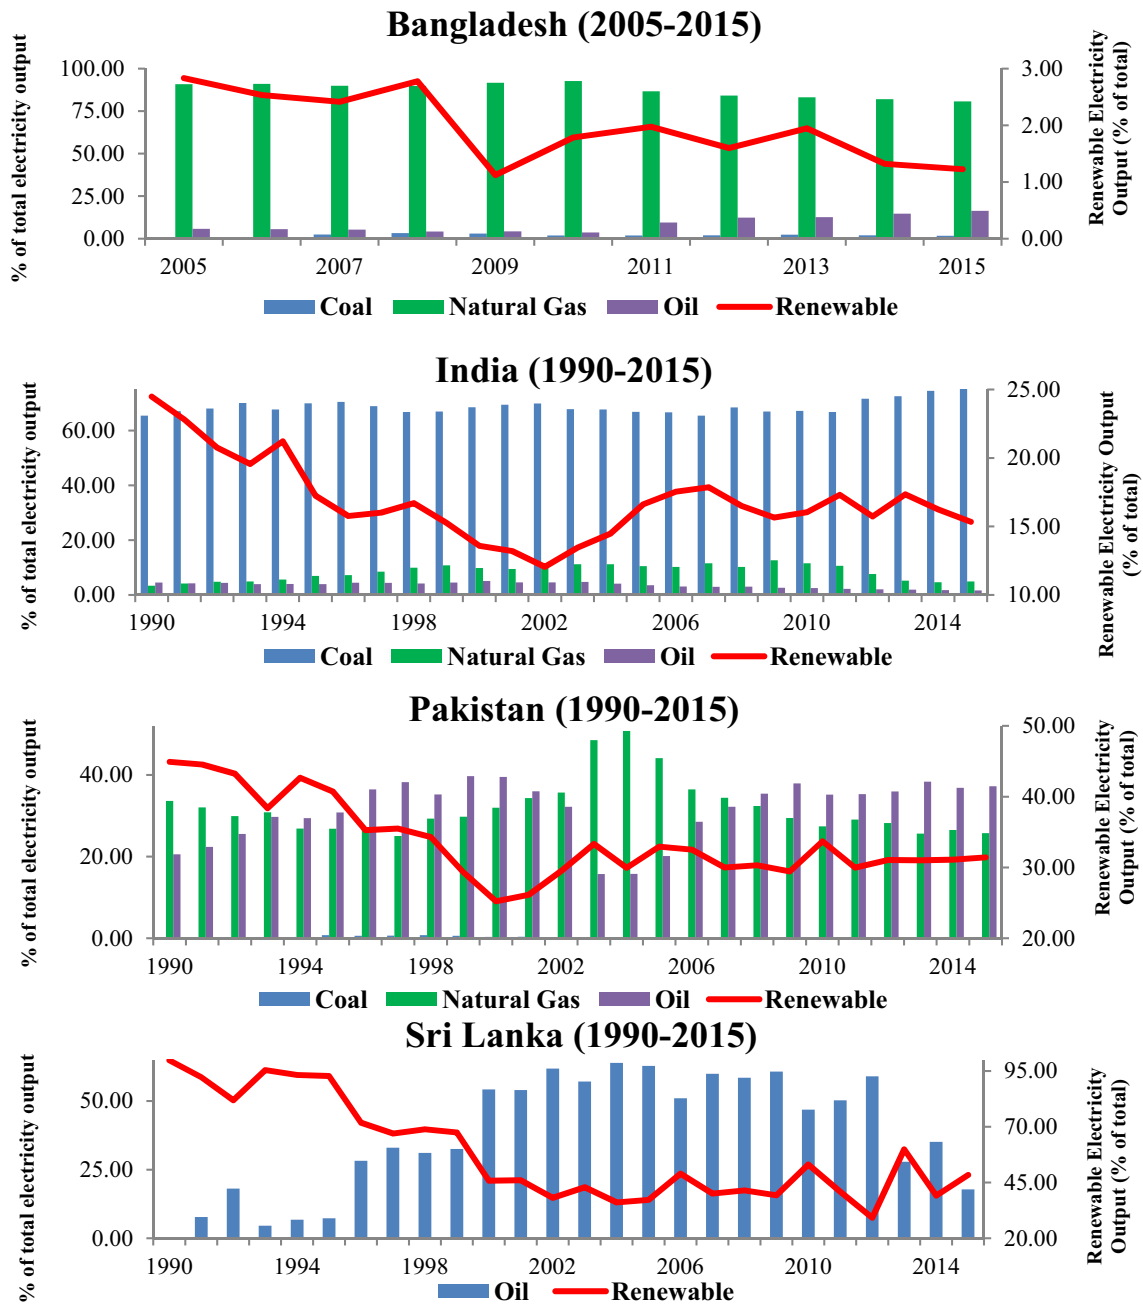 Bangladesh (2005-2015)
% of total electricity output
100.00
75.00
50.00
25.00
0.00
3.00
2.00
1.00
0.00
Renewable Electricity
Output (% of total)
2005 2007 2009 2011 2013 2015
Coal Natural Gas Oil Renewable
India (1990-2015)
% of total electricity output
60.00
40.00
20.00
0.00
25.00
20.00
15.00
10.00
Renewable Electricity Output
(% of total)
1990 1994 1998 2002 2006 2010 2014
Coal Natural Gas Oil Renewable
Pakistan (1990-2015)
% of total electricity output
40.00
20.00
0.00
50.00
40.00
30.00
20.00
Renewable Electricity
Output (% of total)
1990 1994 1998 2002 2006 2010 2014
Coal Natural Gas Oil Renewable
Sri Lanka (1990-2015)
% of total electricity output
50.00
25.00
0.00
95.00
70.00
45.00
20.00
Renewable Electricity
Output (% of total)
1990 1994 1998 2002 2006 2010 2014
Oil Renewable